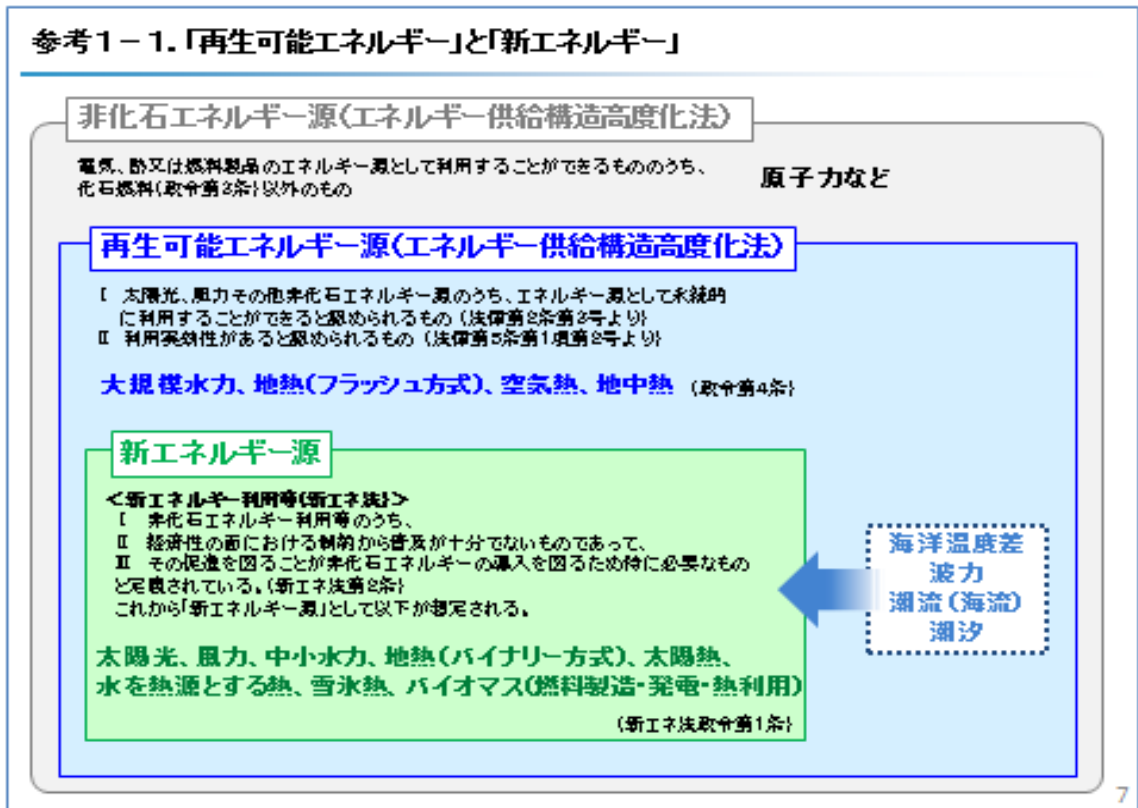 参考1-1.「再生可能エネルギー」と「新エネルギー」
非化石エネルギー源(エネルギー供給構造高度化法)
電気、熱又は燃料製品のエネルギー源として利用することができるもののうち、
化石燃料(政令第2条)以外のもの
原子力など
再生可能エネルギー源(エネルギー供給構造高度化法)
Ⅰ 太陽光、風力その他非化石エネルギー源のうち、エネルギー源として永続的
に利用することができると認められるもの(法律第2条第3号より)
Ⅱ 利用実効性があると認められるもの(法律第5条第1項第2号より)
大規模水力、地熱(フラッシュ方式)、空気熱、地中熱 (政令第4条)
新エネルギー源
<新エネルギー利用等(新エネ法)>
Ⅰ 非化石エネルギー利用等のうち、
Ⅱ 経済性の面における制約から普及が十分でないものであって、
Ⅲ その促進を図ることが非化石エネルギーの導入を図るため特に必要なもの
と定義されている。(新エネ法第2条)
これから「新エネルギー源」として以下が想定される。
太陽光、風力、中小水力、地熱(バイナリー方式)、太陽熱、
水を熱源とする熱、雪氷熱、バイオマス(燃料製造・発電・熱利用)
(新エネ法政令第1条)
海洋温度差
波力
潮流(海流)
潮汐
7